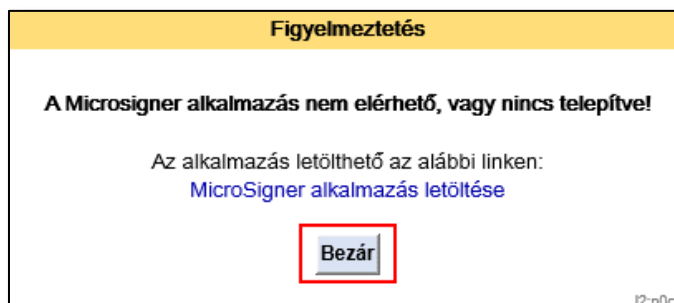 Figyelmeztetés
A Microsigner alkalmazás nem elérhető, vagy nincs telepítve!
Az alkalmazás letölthető az alábbi linken:
MicroSigner alkalmazás letöltése
Bezár